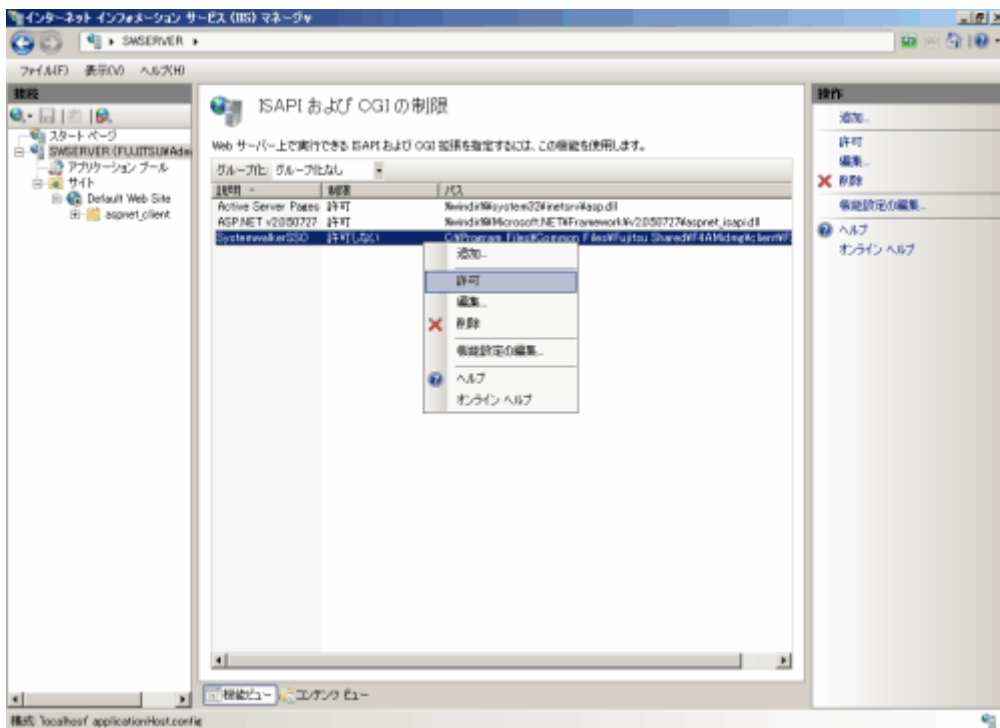 インターネット インフォメーション サービス (IIS) マネージャ
SWSERVER
ファイル(F) 表示(V) ヘルプ(H)
接続
スタート ページ
SWSERVER (FUJITSU¥Adm
アプリケーション プール
サイト
Default Web Site
aspnet_client
ISAPI および CGI の制限
Web サーバー上で実行できる ISAPI および CGI 拡張を指定するには、この機能を使用します。
グループ化: グループ化なし
説明 制限 パス
Active Server Pages 許可 %windir%¥system32¥inetsrv¥asp.dll
ASP.NET v2.0.50727 許可 %windir%¥Microsoft.NET¥Framework¥v2.0.50727¥aspnet_isapi.dll
SystemwalkerSSO 許可しない C:¥Program Files¥Common Files¥Fujitsu Shared¥F4AMidmg¥client¥F
追加...
許可
編集...
削除
機能設定の編集...
ヘルプ
オンライン ヘルプ
操作
追加...
許可
編集...
削除
機能設定の編集...
ヘルプ
オンライン ヘルプ
機能ビュー コンテンツ ビュー
構成: 'localhost' applicationHost.config